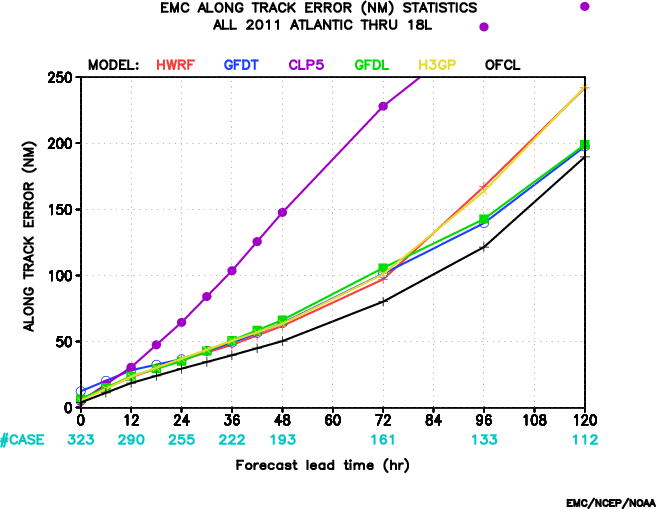 EMC ALONG TRACK ERROR (NM) STATISTICS
ALL 2011 ATLANTIC THRU 18L
MODEL: HWRF GFDT CLP5 GFDL H3GP OFCL
250
200
150
100
50
0
ALONG TRACK ERROR (NM)
0 12 24 36 48 60 72 84 96 108 120
#CASE 323 290 255 222 193 161 133 112
Forecast lead time (hr)
EMC/NCEP/NOAA